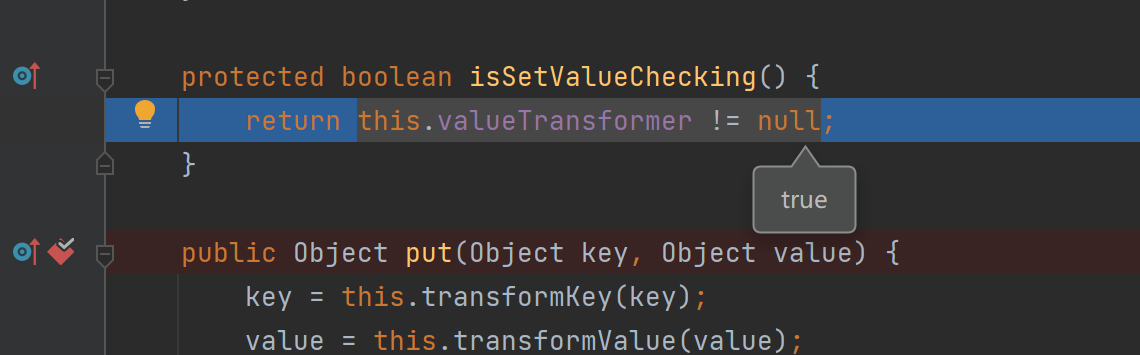 protected boolean isSetValueChecking() {
return this.valueTransformer != null;
}
true
public Object put(Object key, Object value) {
key = this.transformKey(key);
value = this.transformValue(value);